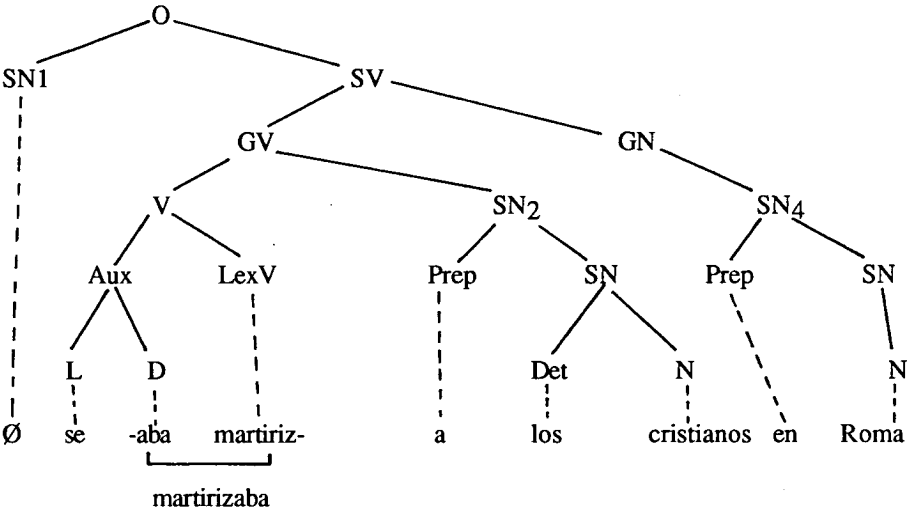 O
SN1 SV
GV GN
V SN2 SN4
Aux LexV Prep SN Prep SN
L D Det N N
Ø se -aba martiriz- a los cristianos en Roma
martirizaba